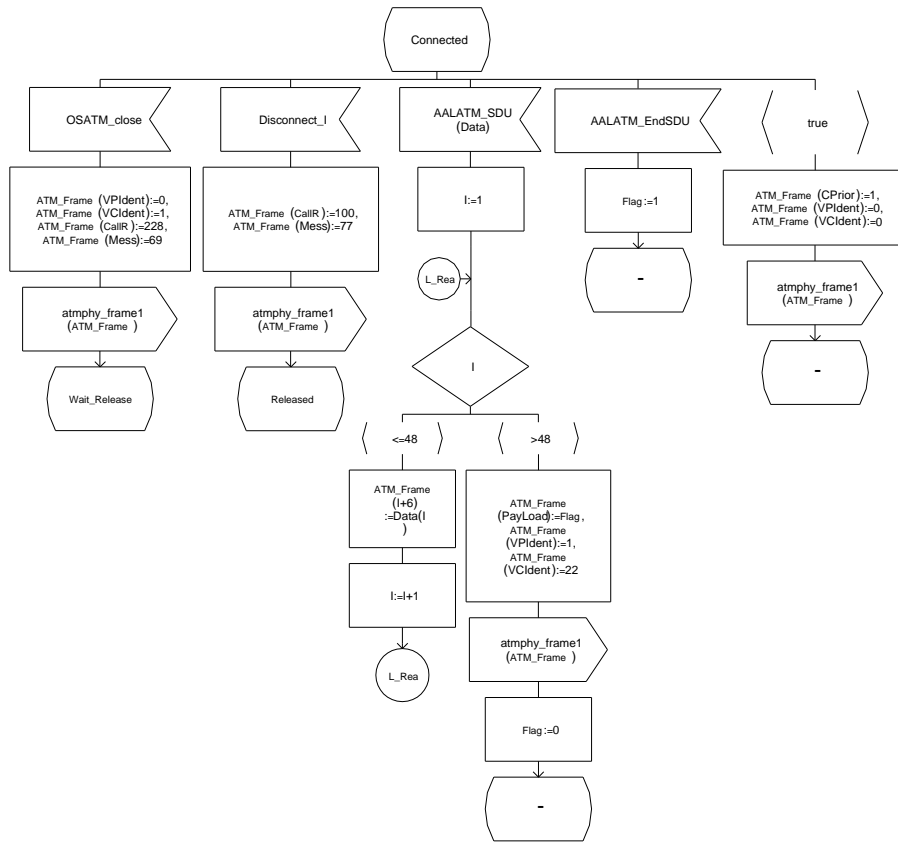 Connected
OSATM_close
Disconnect_I
AALATM_SDU
(Data)
AALATM_EndSDU
true
ATM_Frame (VPIdent):=0,
ATM_Frame (VCIdent):=1,
ATM_Frame (CallR):=228,
ATM_Frame (Mess):=69
ATM_Frame (CallR):=100,
ATM_Frame (Mess):=77
I:=1
Flag:=1
ATM_Frame (CPrior):=1,
ATM_Frame (VPIdent):=0,
ATM_Frame (VCIdent):=0
atmphy_frame1
(ATM_Frame )
atmphy_frame1
(ATM_Frame )
L_Rea
-
atmphy_frame1
(ATM_Frame )
Wait_Release
Released
I
-
<=48
>48
ATM_Frame
(I+6)
:=Data(I
)
ATM_Frame
(PayLoad):=Flag,
ATM_Frame
(VPIdent):=1,
ATM_Frame
(VCIdent):=22
I:=I+1
atmphy_frame1
(ATM_Frame )
L_Rea
Flag:=0
-